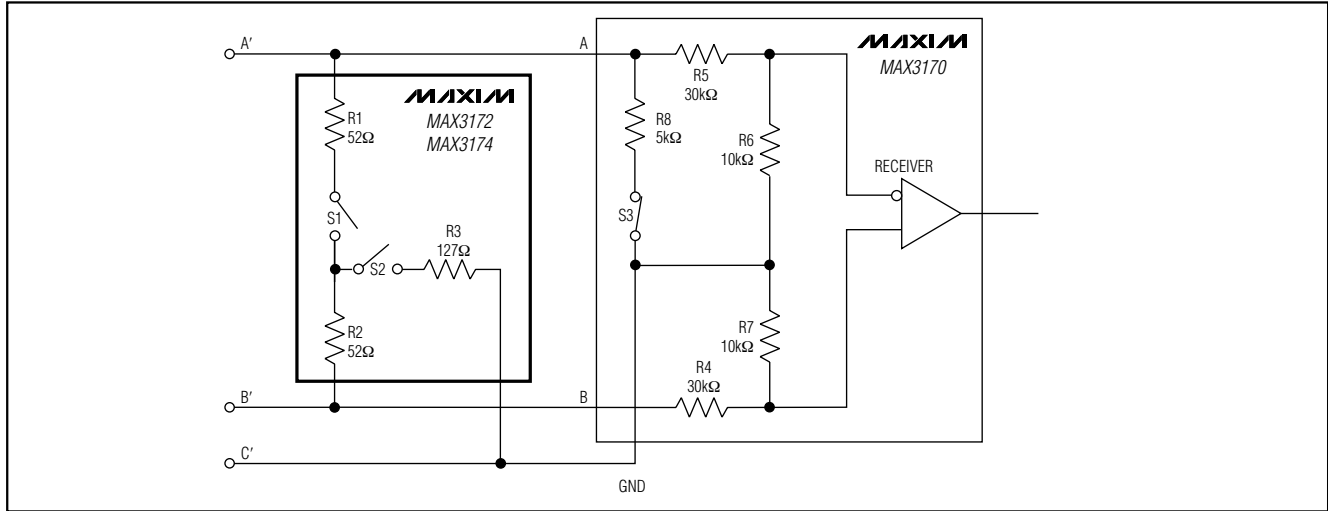 A'
A
MAXIM
MAX3170
R5
30kΩ
MAXIM
MAX3172
MAX3174
R1
52Ω
R8
5kΩ
R6
10kΩ
RECEIVER
S1
S3
R3
127Ω
S2
R2
52Ω
R7
10kΩ
R4
30kΩ
B'
B
C'
GND